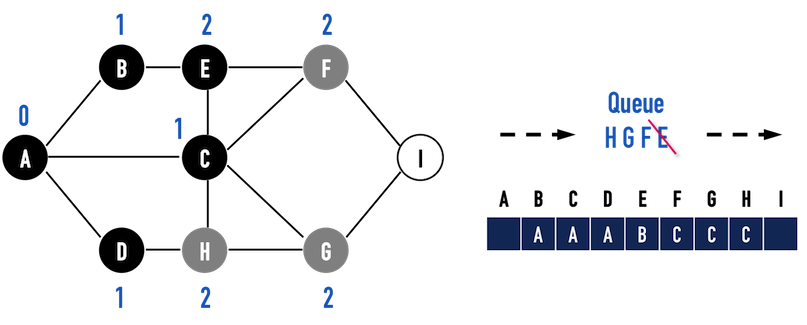 1 2 2
B E F
0
1
A C I
D H G
1 2 2
Queue
H G F E
A B C D E F G H I
A A A B C C C